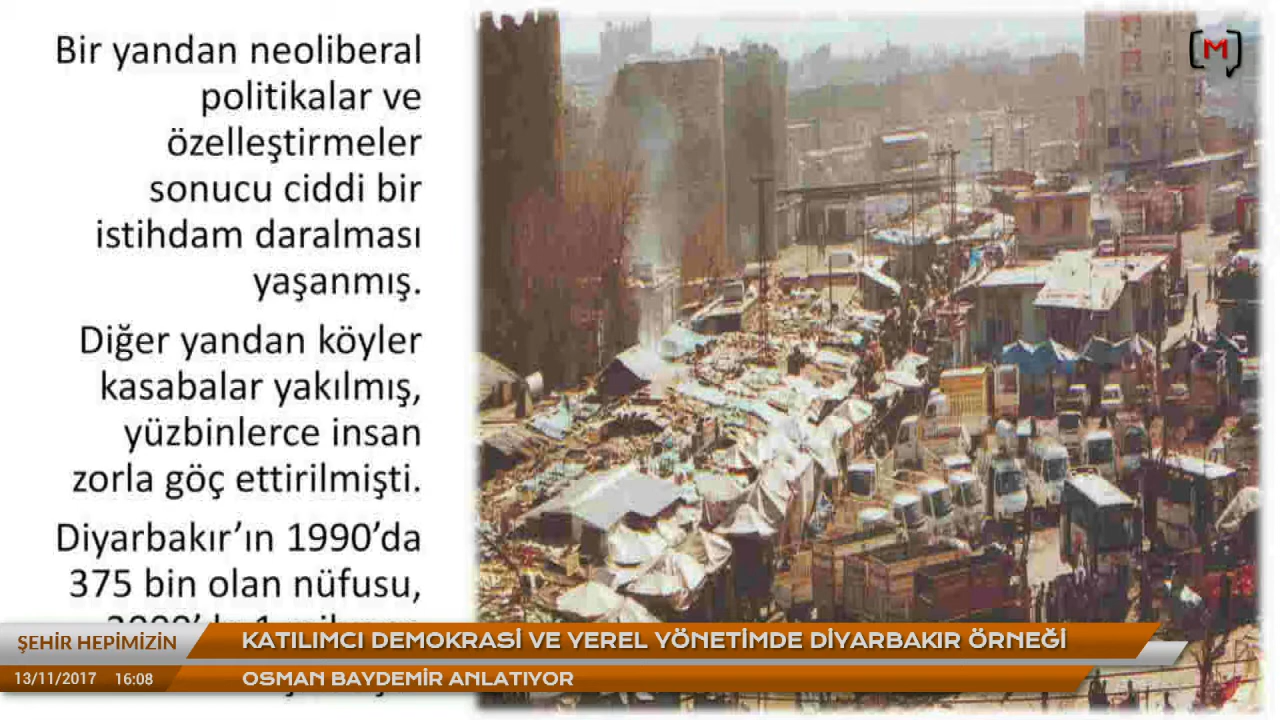 Bir yandan neoliberal
politikalar ve
özelleştirmeler
sonucu ciddi bir
istihdam daralması
yaşanmış.
Diğer yandan köyler
kasabalar yakılmış,
yüzbinlerce insan
zorla göç ettirilmişti.
Diyarbakır’ın 1990’da
375 bin olan nüfusu,
M
ŞEHİR HEPİMİZİN
KATILIMCI DEMOKRASİ VE YEREL YÖNETİMDE DİYARBAKIR ÖRNEĞİ
13/11/2017 16:08
OSMAN BAYDEMİR ANLATIYOR